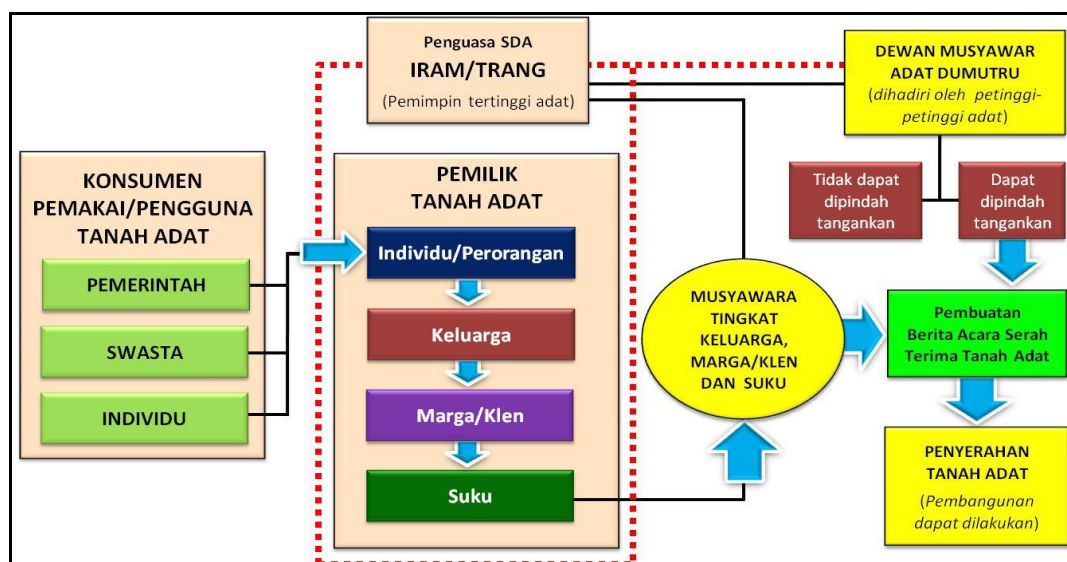 Penguasa SDA
IRAM/TRANG
(Pemimpin tertinggi adat)
DEWAN MUSYAWAR
ADAT DUMUTRU
(dihadiri oleh petinggi-
petinggi adat)
KONSUMEN
PEMAKAI/PENGGUNA
TANAH ADAT
PEMERINTAH
SWASTA
INDIVIDU
PEMILIK
TANAH ADAT
Individu/Perorangan
Keluarga
Marga/Klen
Suku
MUSYAWARA
TINGKAT
KELUARGA,
MARGA/KLEN
DAN SUKU
Tidak dapat
dipindah
tangankan
Dapat
dipindah
tangankan
Pembuatan
Berita Acara Serah
Terima Tanah Adat
PENYERAHAN
TANAH ADAT
(Pembangunan
dapat dilakukan)